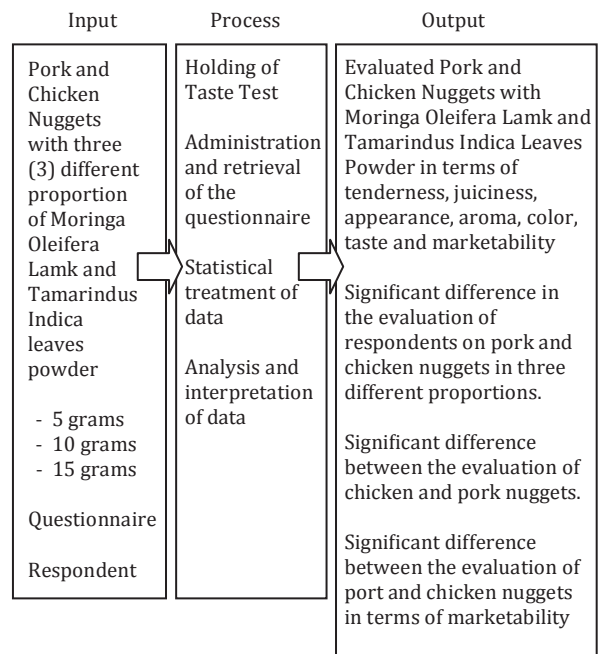 Input
Pork and
Chicken
Nuggets
with three
(3) different
proportion
of Moringa
Oleifera
Lamk and
Tamarindus
Indica
leaves
powder
- 5 grams
- 10 grams
- 15 grams
Questionnaire
Respondent
Process
Holding of
Taste Test
Administration
and retrieval
of the
questionnaire
Statistical
treatment of
data
Analysis and
interpretation
of data
Output
Evaluated Pork and
Chicken Nuggets with
Moringa Oleifera Lamk and
Tamarindus Indica Leaves
Powder in terms of
tenderness, juiciness,
appearance, aroma, color,
taste and marketability
Significant difference in
the evaluation of
respondents on pork and
chicken nuggets in three
different proportions.
Significant difference
between the evaluation of
chicken and pork nuggets.
Significant difference
between the evaluation of
port and chicken nuggets
in terms of marketability